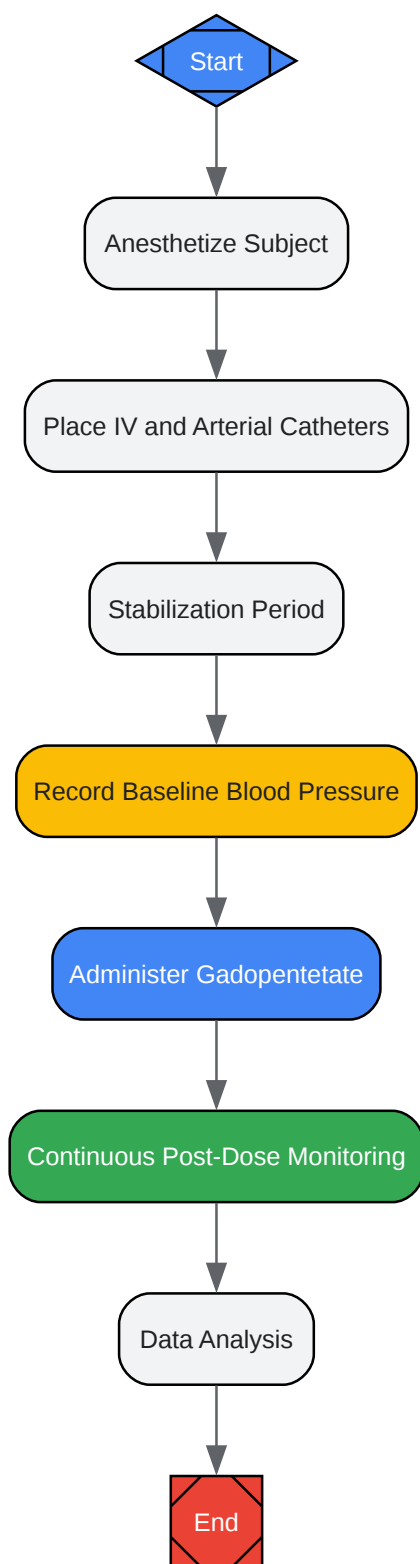 Start
Anesthetize Subject
Place IV and Arterial Catheters
Stabilization Period
Record Baseline Blood Pressure
Administer Gadopentetate
Continuous Post-Dose Monitoring
Data Analysis
End